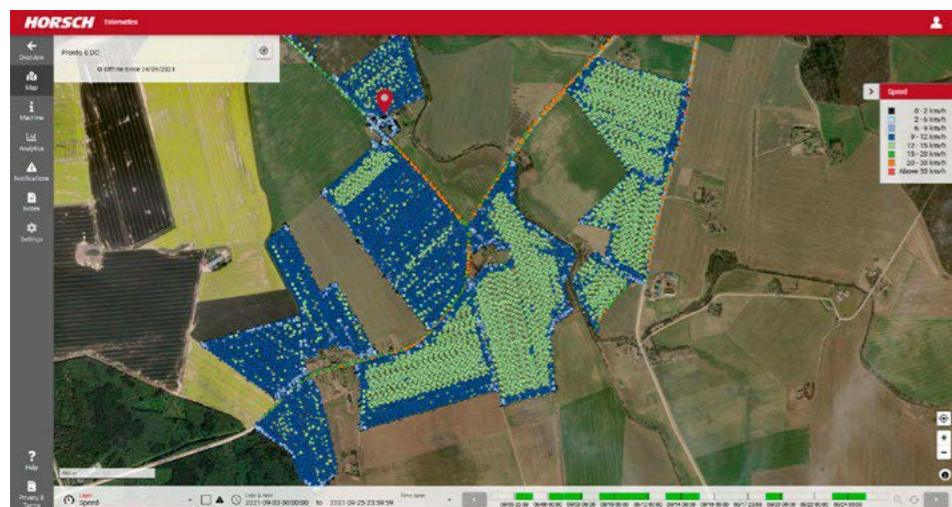 HORSCH Telematics
Overview
Map
Machine
Analytics
Notifications
Notes
Settings
Help
Privacy &
Terms
Pronto 6 DC
Offline since 24/09/2021
Speed
0 - 2 km/h
2 - 6 km/h
6 - 9 km/h
9 - 12 km/h
12 - 15 km/h
15 - 20 km/h
20 - 30 km/h
Above 30 km/h
Layer
Speed
Date & time
2021-09-03 00:00:00 to 2021-09-25 23:59:59
Time span